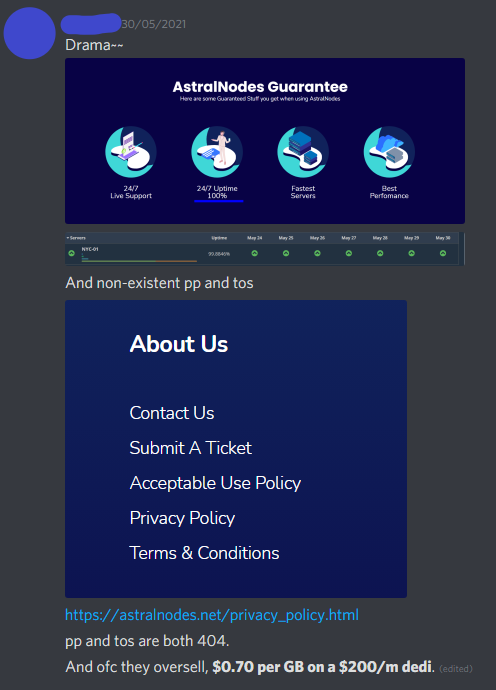 30/05/2021
Drama~~
AstralNodes Guarantee
Here are some Guaranteed Stuff you get when using AstralNodes
24/7
Live Support
24/7 Uptime
100%
Fastest
Servers
Best
Perfomance
Servers Uptime May 24 May 25 May 26 May 27 May 28 May 29 May 30
NYC-01
99.8846%
And non-existent pp and tos
About Us
Contact Us
Submit A Ticket
Acceptable Use Policy
Privacy Policy
Terms & Conditions
https://astralnodes.net/privacy_policy.html
pp and tos are both 404.
And ofc they oversell, $0.70 per GB on a $200/m dedi. (edited)